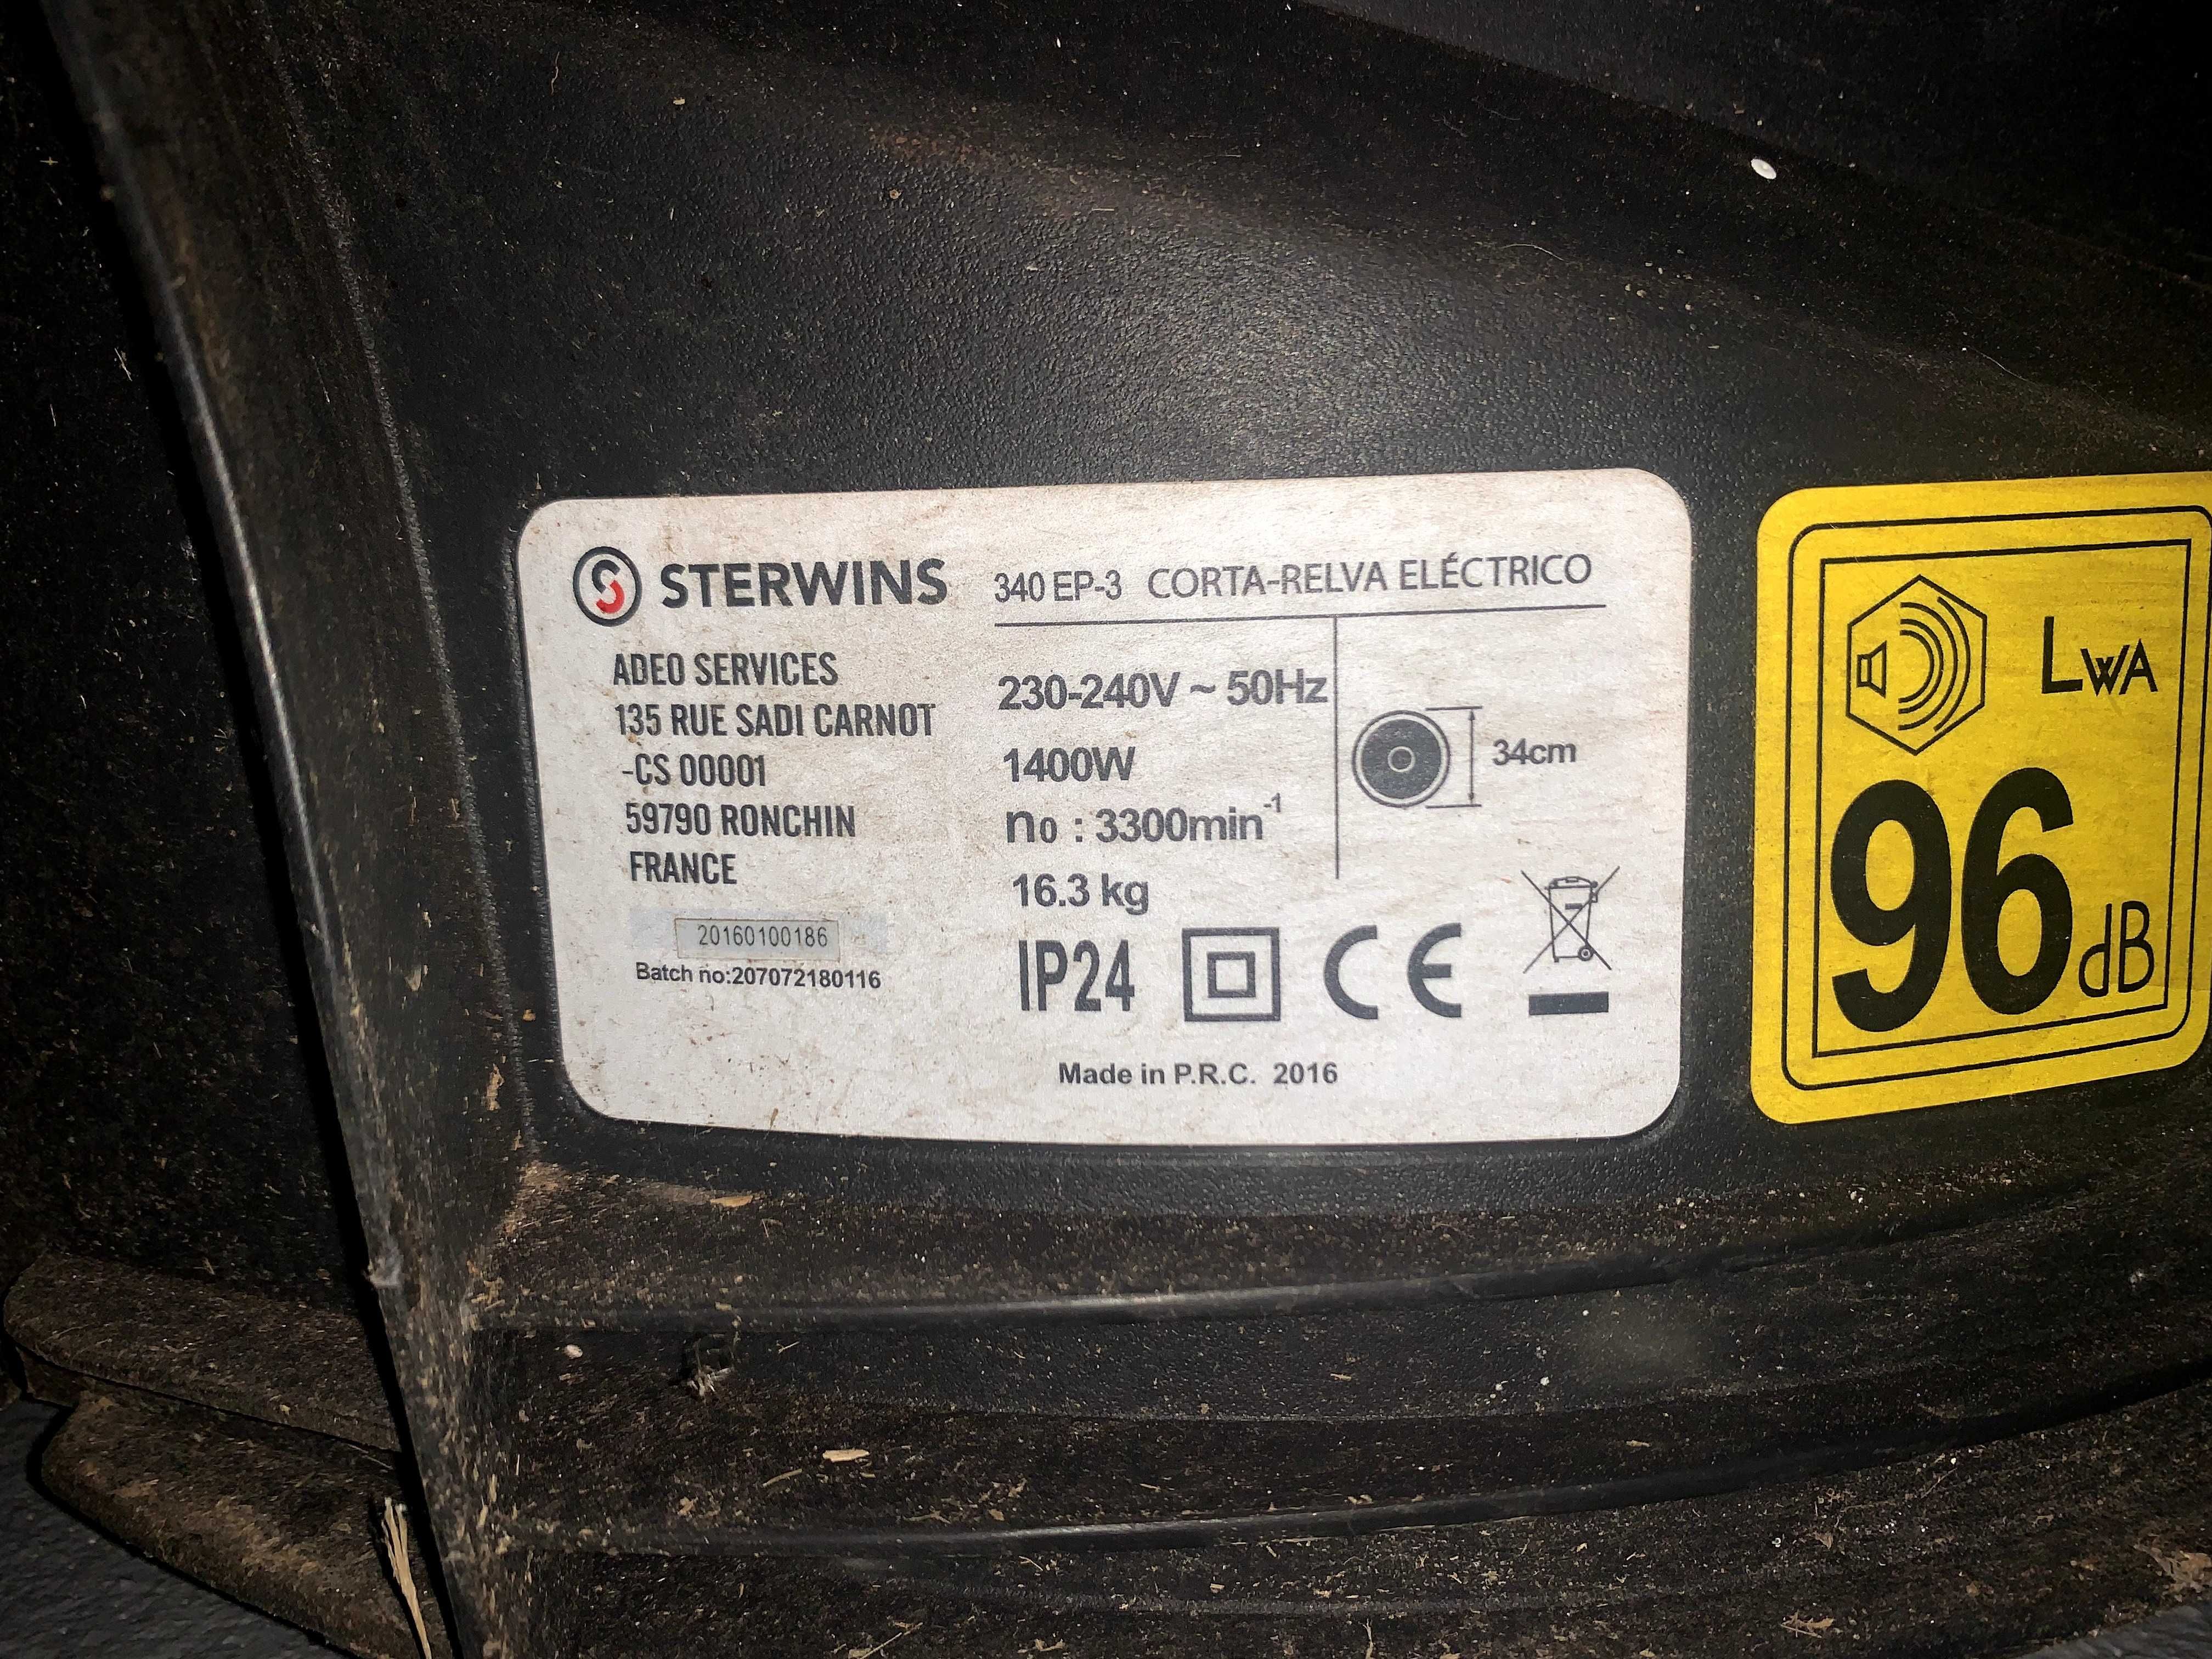 STERWINS
340 EP-3 CORTA-RELVA ELÉCTRICO
ADEO SERVICES
135 RUE SADI CARNOT
-CS 00001
59790 RONCHIN
FRANCE
20160100186
Batch no:207072180116
230-240V ~ 50Hz
1400W
n₀ : 3300min⁻¹
16.3 kg
34cm
IP24
CE
Made in P.R.C. 2016
LWA
96 dB